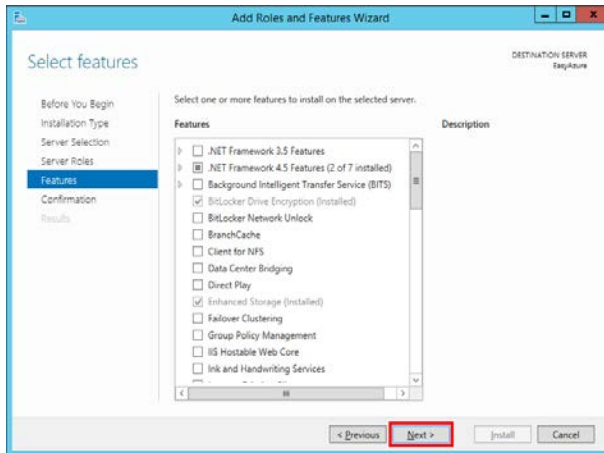 Add Roles and Features Wizard
Select features
DESTINATION SERVER
EasyAzure
Before You Begin
Installation Type
Server Selection
Server Roles
Features
Confirmation
Results
Select one or more features to install on the selected server.
Features
Description
.NET Framework 3.5 Features
.NET Framework 4.5 Features (2 of 7 installed)
Background Intelligent Transfer Service (BITS)
BitLocker Drive Encryption (Installed)
BitLocker Network Unlock
BranchCache
Client for NFS
Data Center Bridging
Direct Play
Enhanced Storage (Installed)
Failover Clustering
Group Policy Management
IIS Hostable Web Core
Ink and Handwriting Services
< Previous
Next >
Install
Cancel